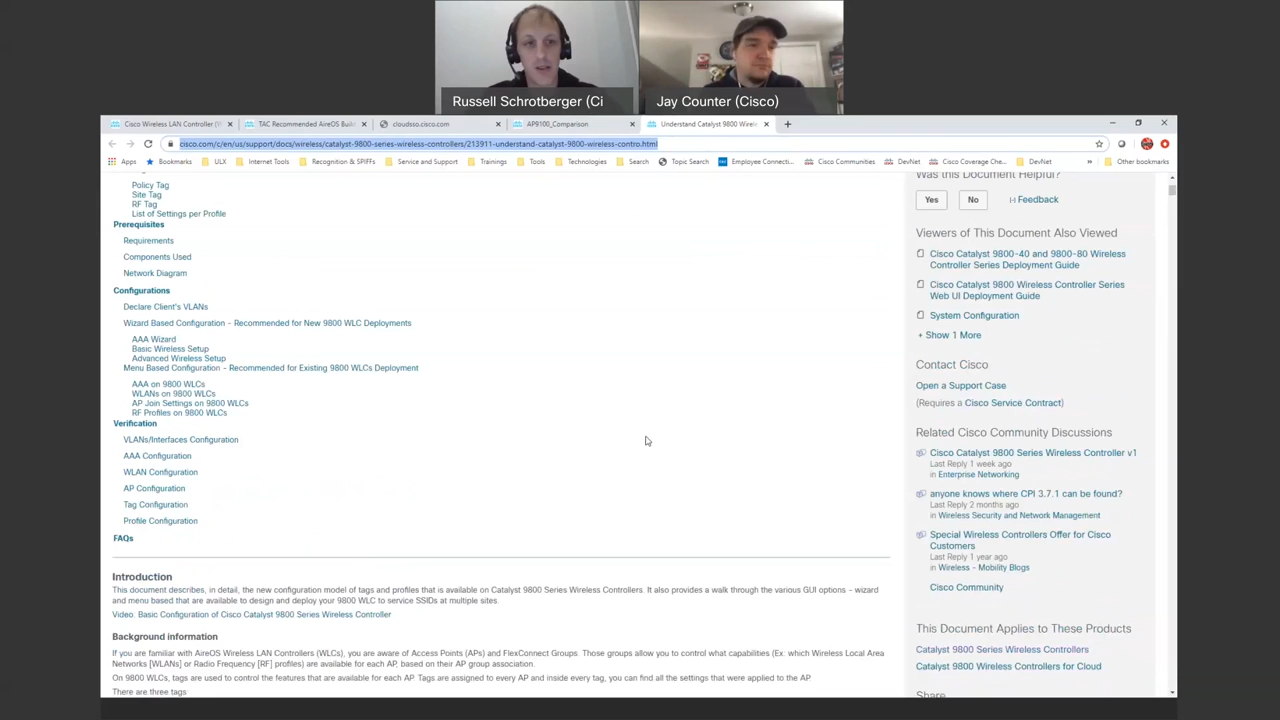 Russell Schrotberger (Ci
Jay Counter (Cisco)
Cisco Wireless LAN Controller (W
TAC Recommended AireOS Build
cloudsso.cisco.com
AP9100_Comparison
Understand Catalyst 9800 Wirele
cisco.com/c/en/us/support/docs/wireless/catalyst-9800-series-wireless-controllers/213911-understand-catalyst-9800-wireless-contro.html
Apps
Bookmarks
ULX
Internet Tools
Recognition & SPIFFs
Support
Trainings
Tools
Technologies
Search
Topic Search
Employee Connecti...
Cisco Communities
DevNet
Cisco Coverage Che...
DevNet
Other bookmarks
Policy Tag
Site Tag
RF Tag
List of Settings per Profile
Prerequisites
Requirements
Components Used
Network Diagram
Configurations
Declare Client's VLANs
Wizard Based Configuration - Recommended for New 9800 WLC Deployments
AAA Wizard
Basic Wireless Setup
Advanced Wireless Setup
Menu Based Configuration - Recommended for Existing 9800 WLCs Deployment
AAA on 9800 WLCs
WLANs on 9800 WLCs
AP Join Settings on 9800 WLCs
RF Profiles on 9800 WLCs
Verification
VLANs/Interfaces Configuration
AAA Configuration
WLAN Configuration
AP Configuration
Tag Configuration
Profile Configuration
FAQs
Introduction
This document describes, in detail, the new configuration model of tags and profiles that is available on Catalyst 9800 Series Wireless Controllers. It also provides a walk through the various GUI options - wizard
and menu based that are available to design and deploy your 9800 WLC to service SSIDs at multiple sites.
Video: Basic Configuration of Cisco Catalyst 9800 Series Wireless Controller
Background information
If you are familiar with AireOS Wireless LAN Controllers (WLCs), you are aware of Access Points (APs) and FlexConnect Groups. Those groups allow you to control what capabilities (Ex: which Wireless Local Area
Networks [WLANs] or Radio Frequency [RF] profiles) are available for each AP, based on their AP group association.
On 9800 WLCs, tags are used to control the features that are available for each AP. Tags are assigned to every AP and inside every tag, you can find all the settings that were applied to the AP.
There are three tags:
Was this Document Helpful?
Yes
No
Feedback
Viewers of This Document Also Viewed
Cisco Catalyst 9800-40 and 9800-80 Wireless
Controller Series Deployment Guide
Cisco Catalyst 9800 Wireless Controller Series
Web UI Deployment Guide
System Configuration
+ Show 1 More
Contact Cisco
Open a Support Case
(Requires a Cisco Service Contract)
Related Cisco Community Discussions
Cisco Catalyst 9800 Series Wireless Controller v1
Last Reply 1 week ago
in Enterprise Networking
anyone knows where CPI 3.7.1 can be found?
Last Reply 2 months ago
in Wireless Security and Network Management
Special Wireless Controllers Offer for Cisco
Customers
Last Reply 1 year ago
in Wireless - Mobility Blogs
Cisco Community
This Document Applies to These Products
Catalyst 9800 Series Wireless Controllers
Catalyst 9800 Wireless Controllers for Cloud
Share